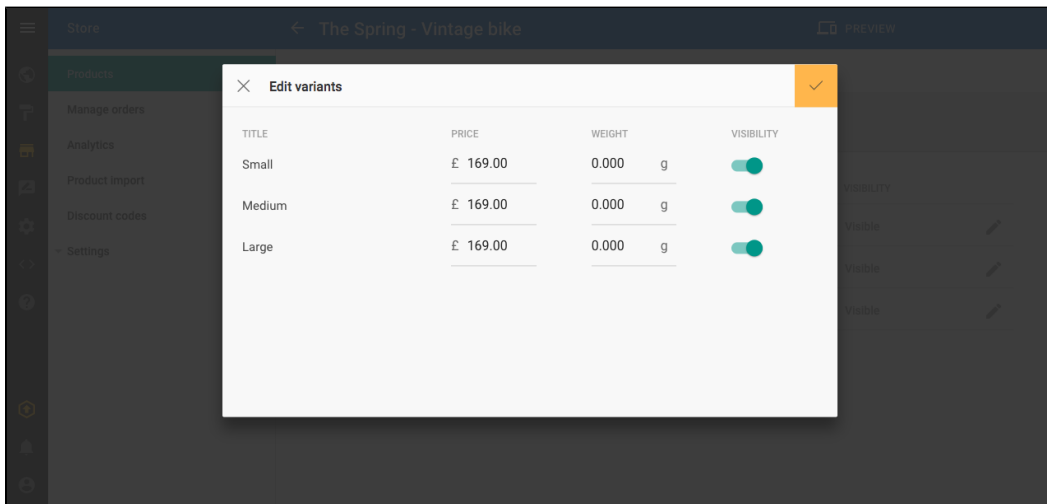 Store
The Spring - Vintage bike
PREVIEW
Products
Manage orders
Analytics
Product import
Discount codes
Settings
Edit variants
TITLE PRICE WEIGHT VISIBILITY
Small £ 169.00 0.000 g
Medium £ 169.00 0.000 g
Large £ 169.00 0.000 g
VISIBILITY
Visible
Visible
Visible